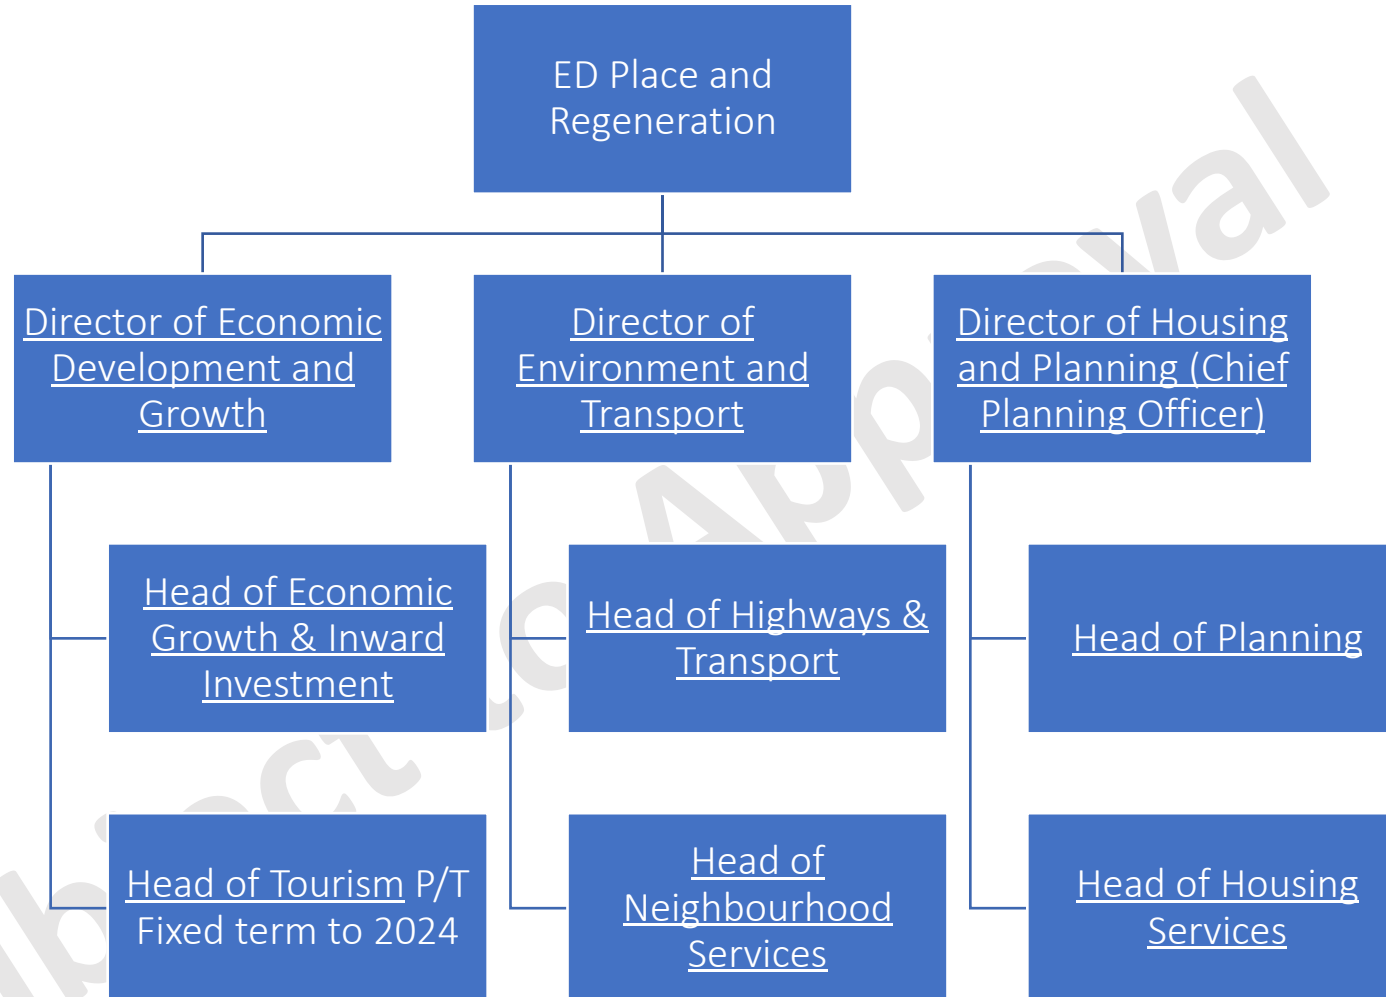 ED Place and
Regeneration
Director of Economic
Development and
Growth
Director of
Environment and
Transport
Director of Housing
and Planning (Chief
Planning Officer)
Head of Economic
Growth & Inward
Investment
Head of Highways &
Transport
Head of Planning
Head of Tourism P/T
Fixed term to 2024
Head of
Neighbourhood
Services
Head of Housing
Services